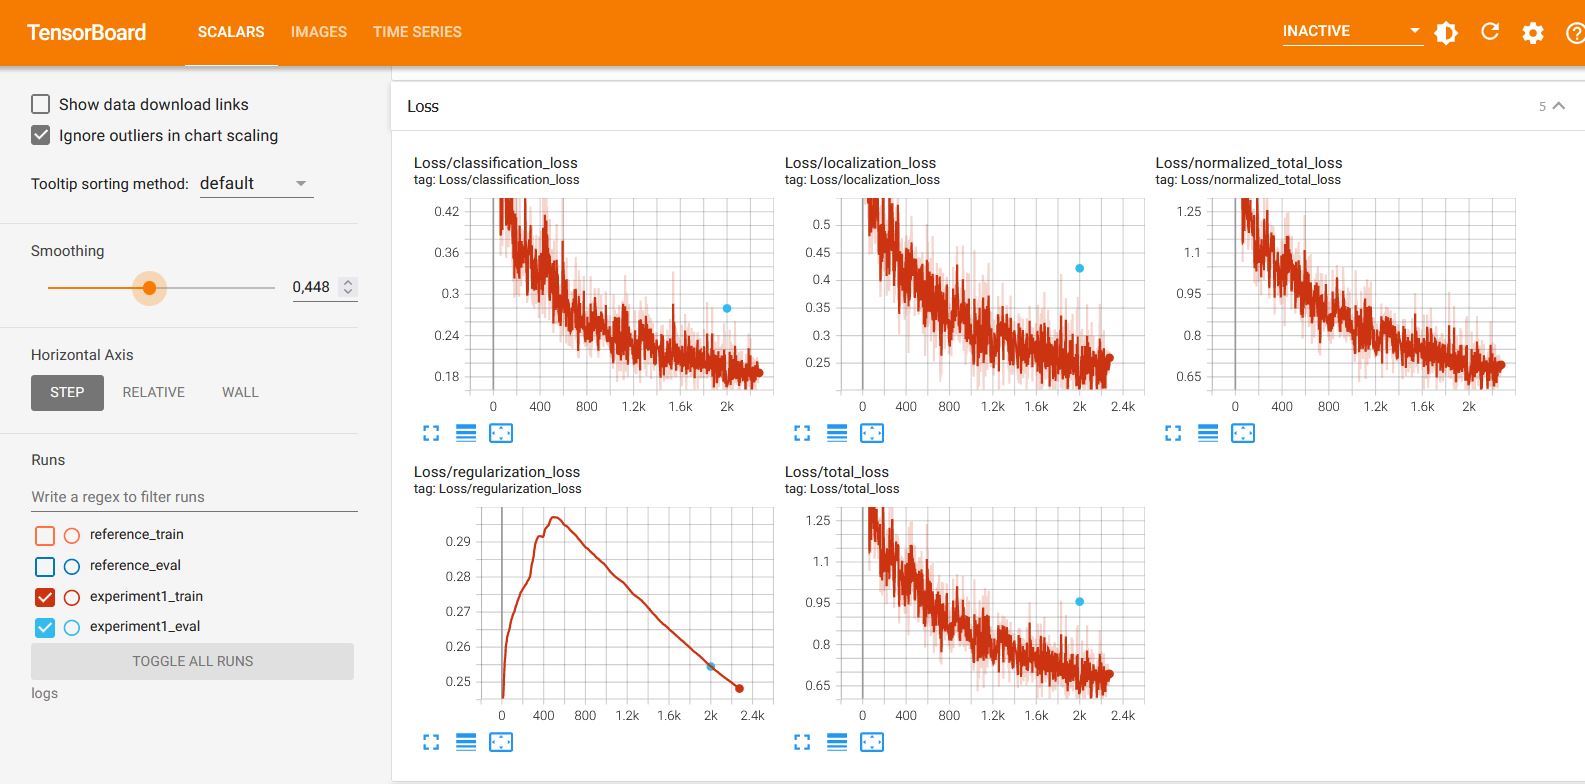 TensorBoard
SCALARS
IMAGES
TIME SERIES
INACTIVE
Show data download links
Ignore outliers in chart scaling
Tooltip sorting method: default
Smoothing
0,448
Horizontal Axis
STEP
RELATIVE
WALL
Runs
Write a regex to filter runs
reference_train
reference_eval
experiment1_train
experiment1_eval
TOGGLE ALL RUNS
logs
Loss
5
Loss/classification_loss
tag: Loss/classification_loss
0.42
0.36
0.3
0.24
0.18
0 400 800 1.2k 1.6k 2k
Loss/localization_loss
tag: Loss/localization_loss
0.5
0.45
0.4
0.35
0.3
0.25
0 400 800 1.2k 1.6k 2k 2.4k
Loss/normalized_total_loss
tag: Loss/normalized_total_loss
1.25
1.1
0.95
0.8
0.65
0 400 800 1.2k 1.6k 2k
Loss/regularization_loss
tag: Loss/regularization_loss
0.29
0.28
0.27
0.26
0.25
0 400 800 1.2k 1.6k 2k 2.4k
Loss/total_loss
tag: Loss/total_loss
1.25
1.1
0.95
0.8
0.65
0 400 800 1.2k 1.6k 2k 2.4k